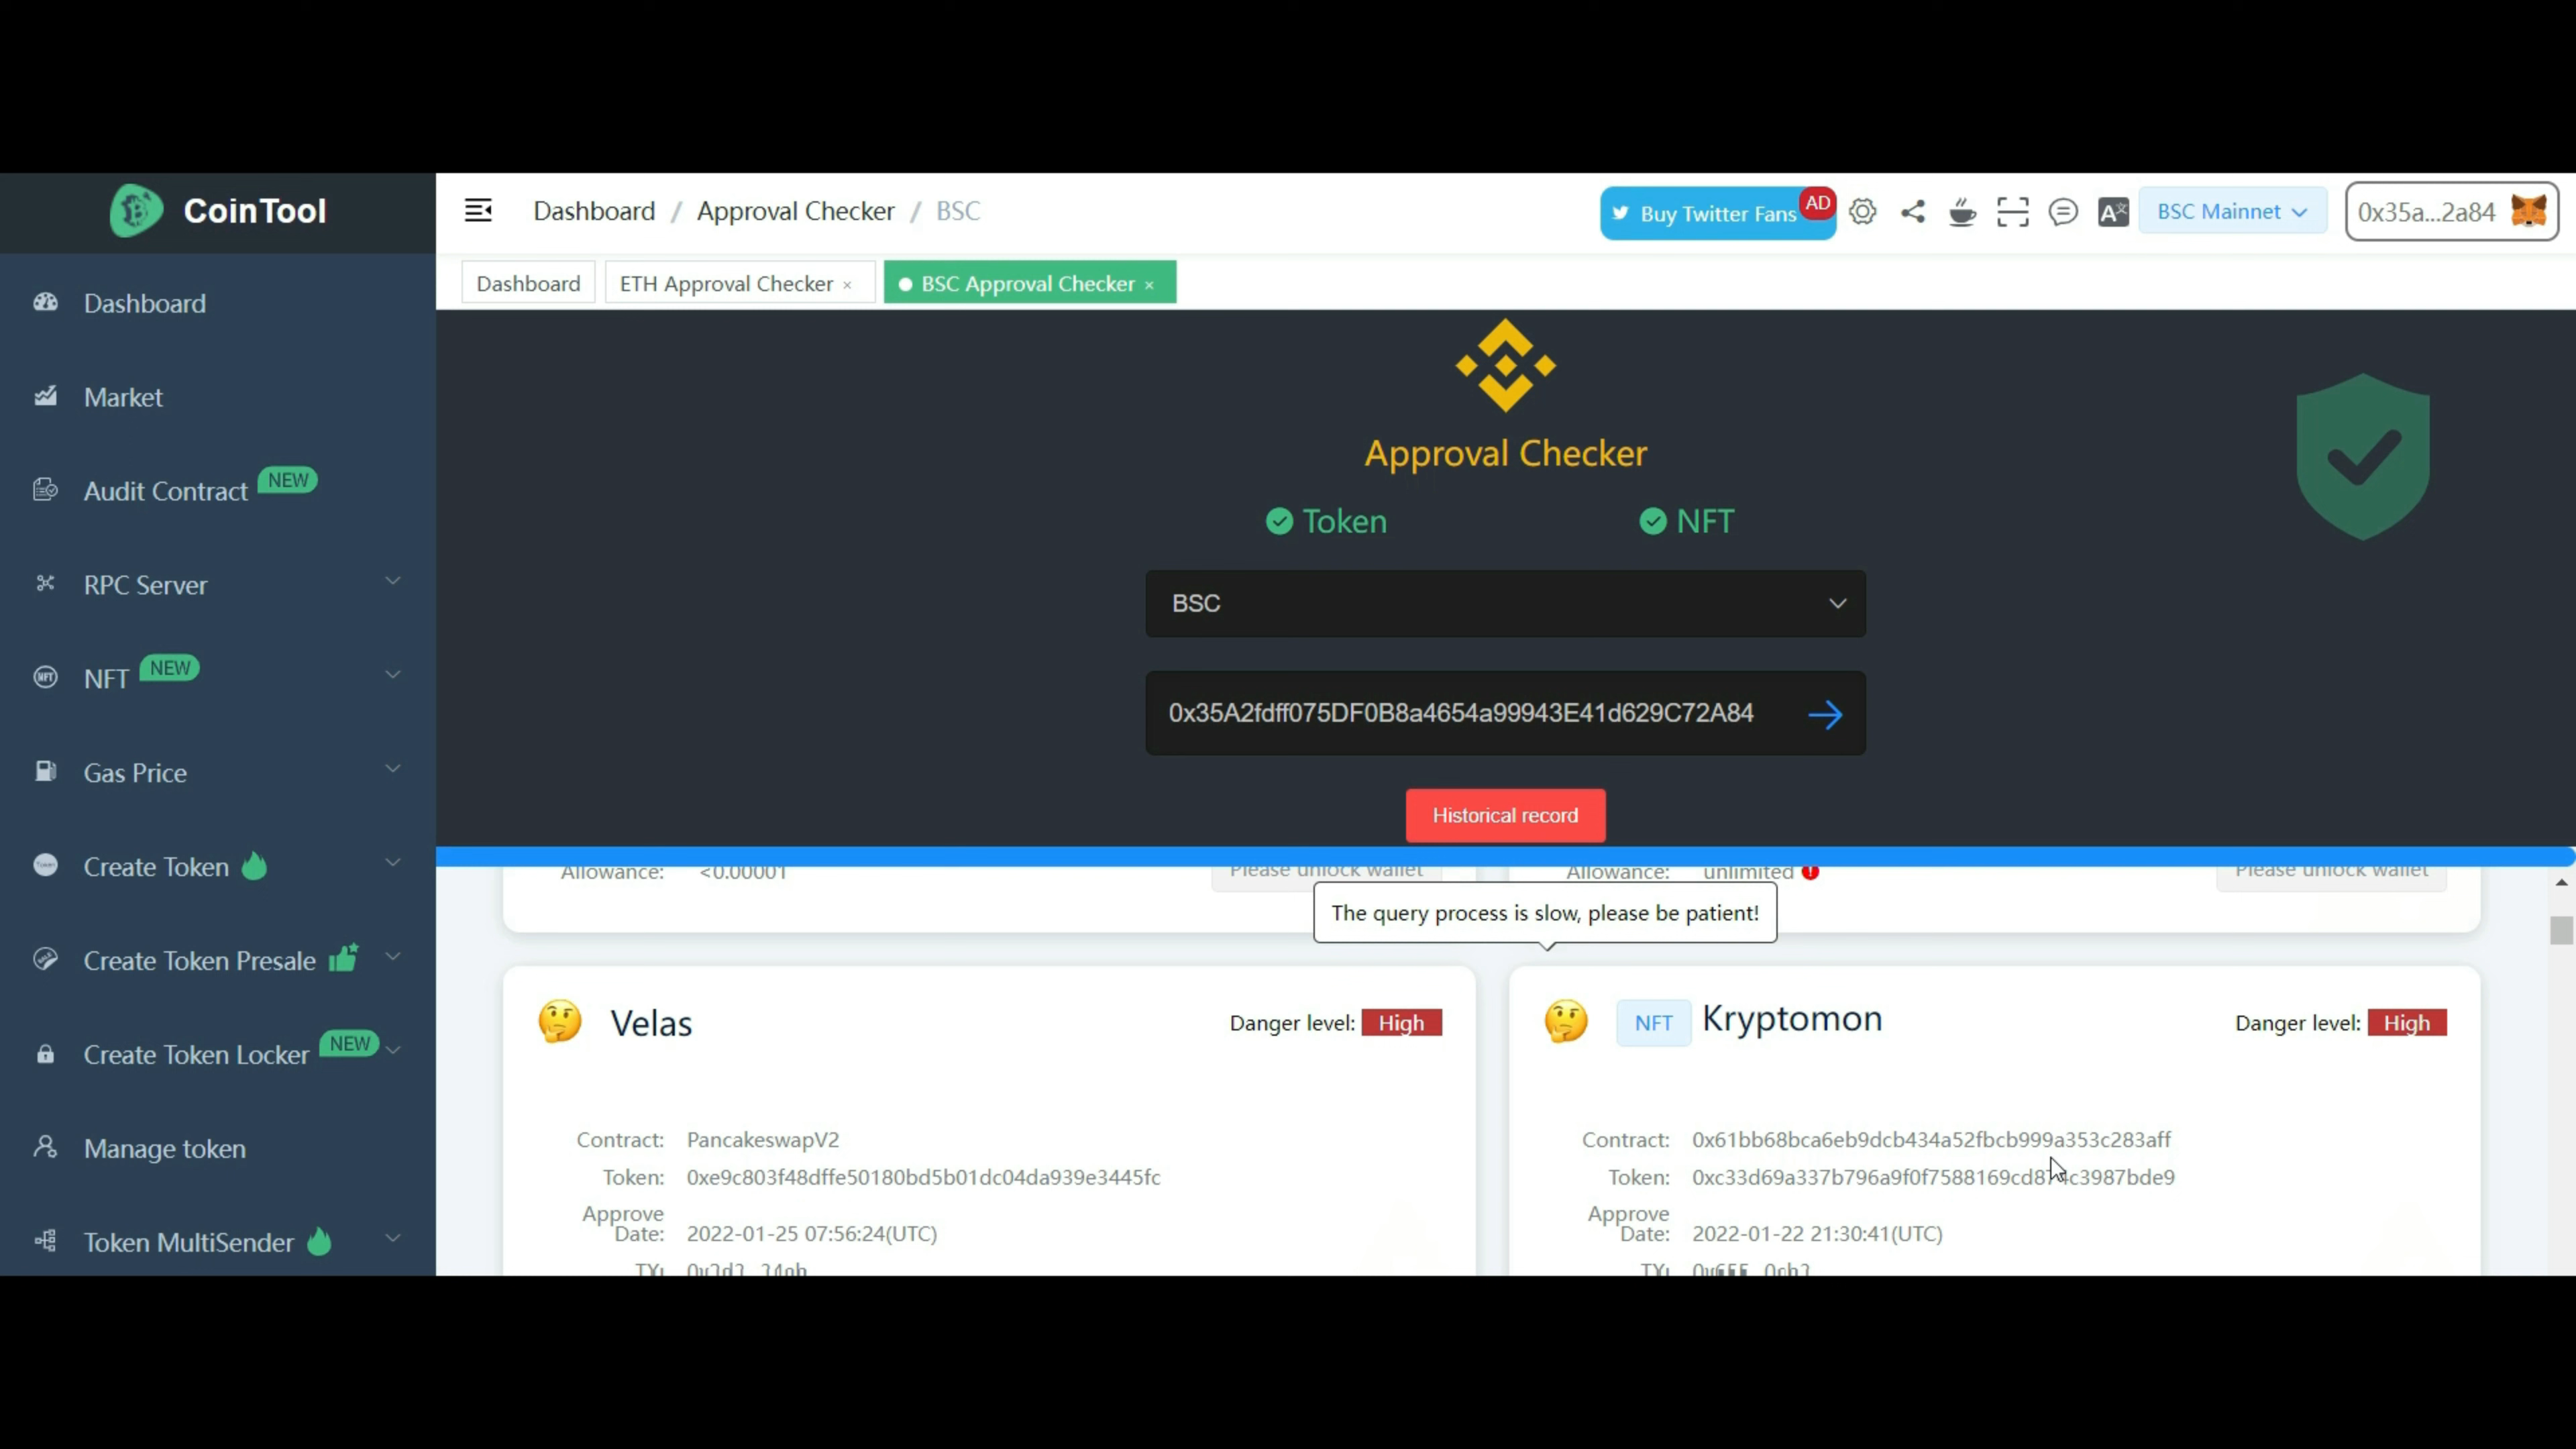 CoinTool
Dashboard / Approval Checker / BSC
Buy Twitter Fans AD
BSC Mainnet
0x35a...2a84
Dashboard
ETH Approval Checker ×
BSC Approval Checker ×
Dashboard
Market
Audit Contract NEW
RPC Server
NFT NEW
Gas Price
Create Token
Create Token Presale
Create Token Locker NEW
Manage token
Token MultiSender
Approval Checker
Token
NFT
BSC
0x35A2fdff075DF0B8a4654a99943E41d629C72A84
Historical record
Allowance: <0.00001
Please unlock wallet
Allowance: unlimited
Please unlock wallet
The query process is slow, please be patient!
Velas
Danger level: High
Contract: PancakeswapV2
Token: 0xe9c803f48dffe50180bd5b01dc04da939e3445fc
Approve
Date: 2022-01-25 07:56:24(UTC)
NFT Kryptomon
Danger level: High
Contract: 0x61bb68bca6eb9dcb434a52fbcb999a353c283aff
Token:
Approve
Date: 2022-01-22 21:30:41(UTC)